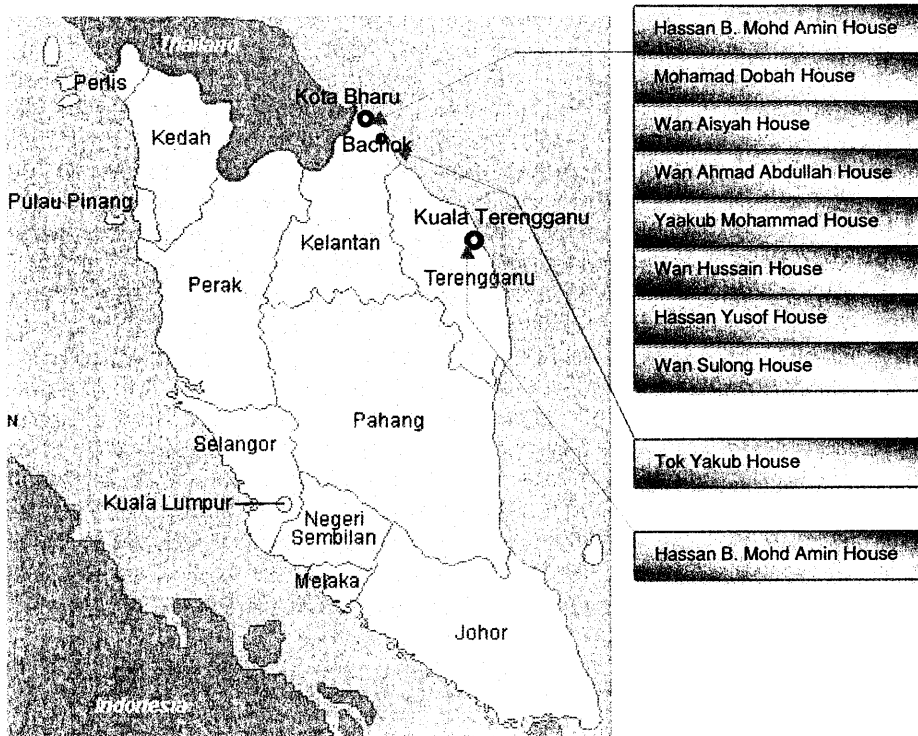 Thailand
Perlis
Kota Bharu
Kedah
Bachok
Pulau Pinang
Kuala Terengganu
Kelantan
Perak
Terengganu
N
Pahang
Selangor
Kuala Lumpur
Negeri
Sembilan
Melaka
Johor
Indonesia
Hassan B. Mohd Amin House
Mohamad Dobah House
Wan Aisyah House
Wan Ahmad Abdullah House
Yaakub Mohammad House
Wan Hussain House
Hassan Yusof House
Wan Sulong House
Tok Yakub House
Hassan B. Mohd Amin House